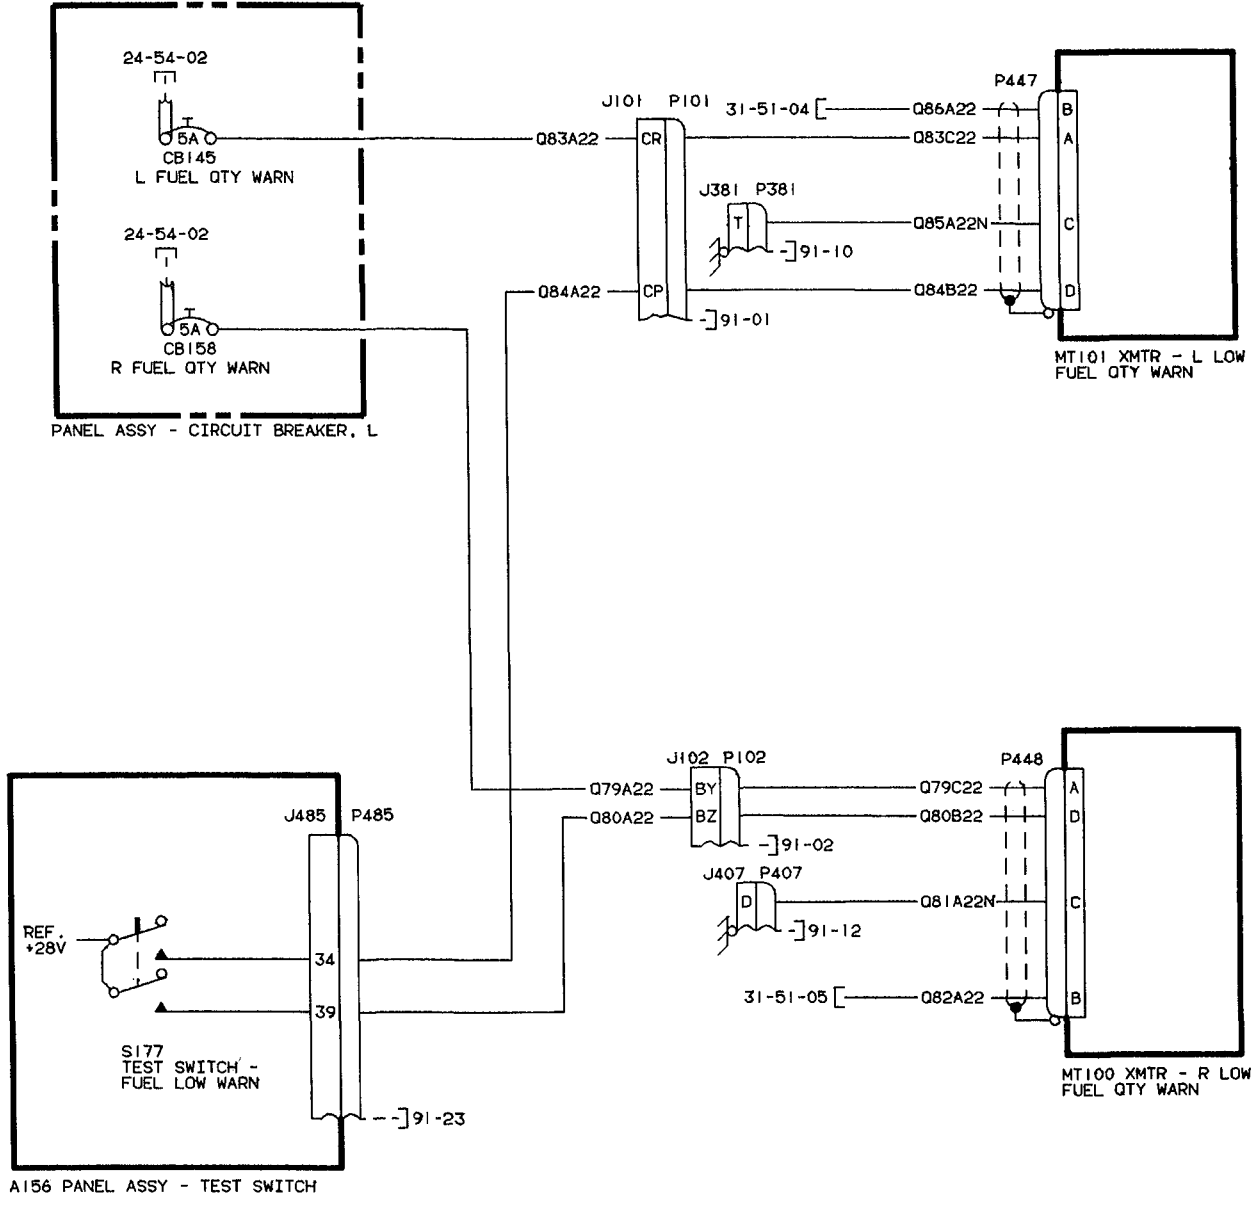 24-54-02
5A
CB145
L FUEL QTY WARN
24-54-02
5A
CB158
R FUEL QTY WARN
PANEL ASSY - CIRCUIT BREAKER, L
Q83A22
J101 P101
CR
Q84A22
CP
91-01
31-51-04
Q86A22
Q83C22
J381 P381
T
Q85A22N
91-10
Q84B22
P447
B
A
C
D
MT101 XMTR - L LOW
FUEL QTY WARN
J485 P485
REF.
+28V
34
39
S177
TEST SWITCH -
FUEL LOW WARN
91-23
A156 PANEL ASSY - TEST SWITCH
J102 P102
Q79A22
BY
Q80A22
BZ
91-02
J407 P407
D
91-12
31-51-05
P448
Q79C22
Q80B22
Q81A22N
Q82A22
A
D
C
B
MT100 XMTR - R LOW
FUEL QTY WARN